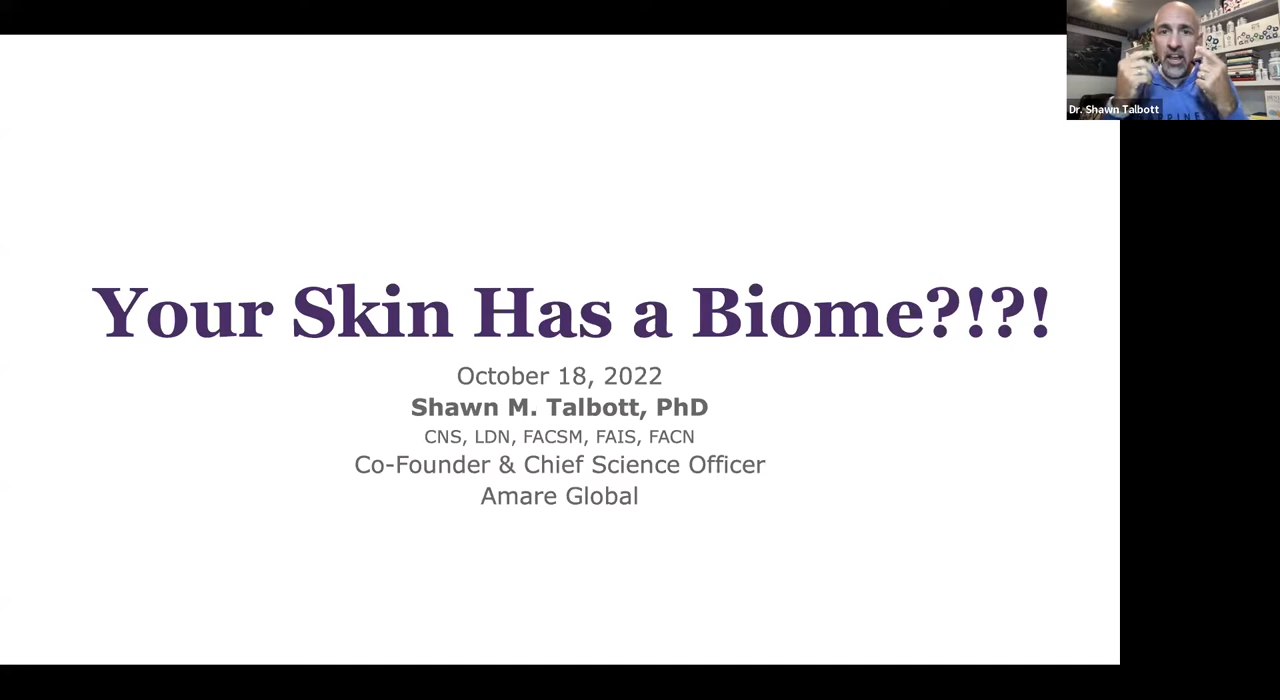 Your Skin Has a Biome?!?!
October 18, 2022
Shawn M. Talbott, PhD
CNS, LDN, FACSM, FAIS, FACN
Co-Founder & Chief Science Officer
Amare Global
Dr. Shawn Talbott